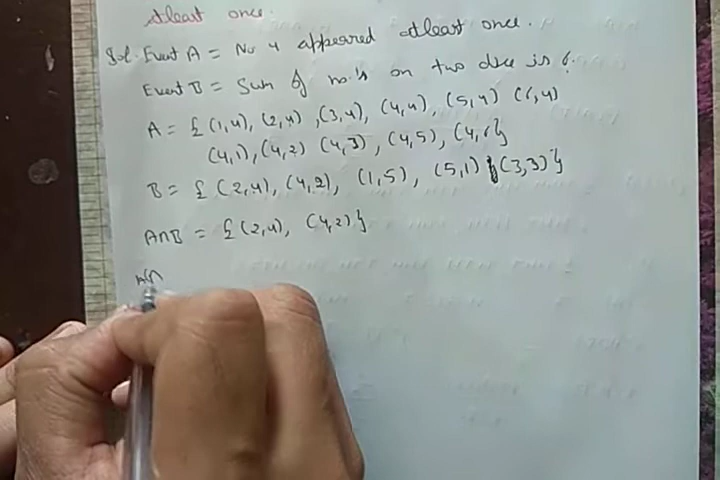 atleast once.
Sol. Event A = No 4 appeared atleast once.
Event B = Sum of no.'s on two dice is 6.
A = { (1,4), (2,4) ,(3,4), (4,4), (5,4) (6,4)
(4,1), (4,2) (4,3), (4,5), (4,6}
B = { (2,4), (4,2), (1,5), (5,1) (3,3) }
A∩B = { (2,4), (4,2) }